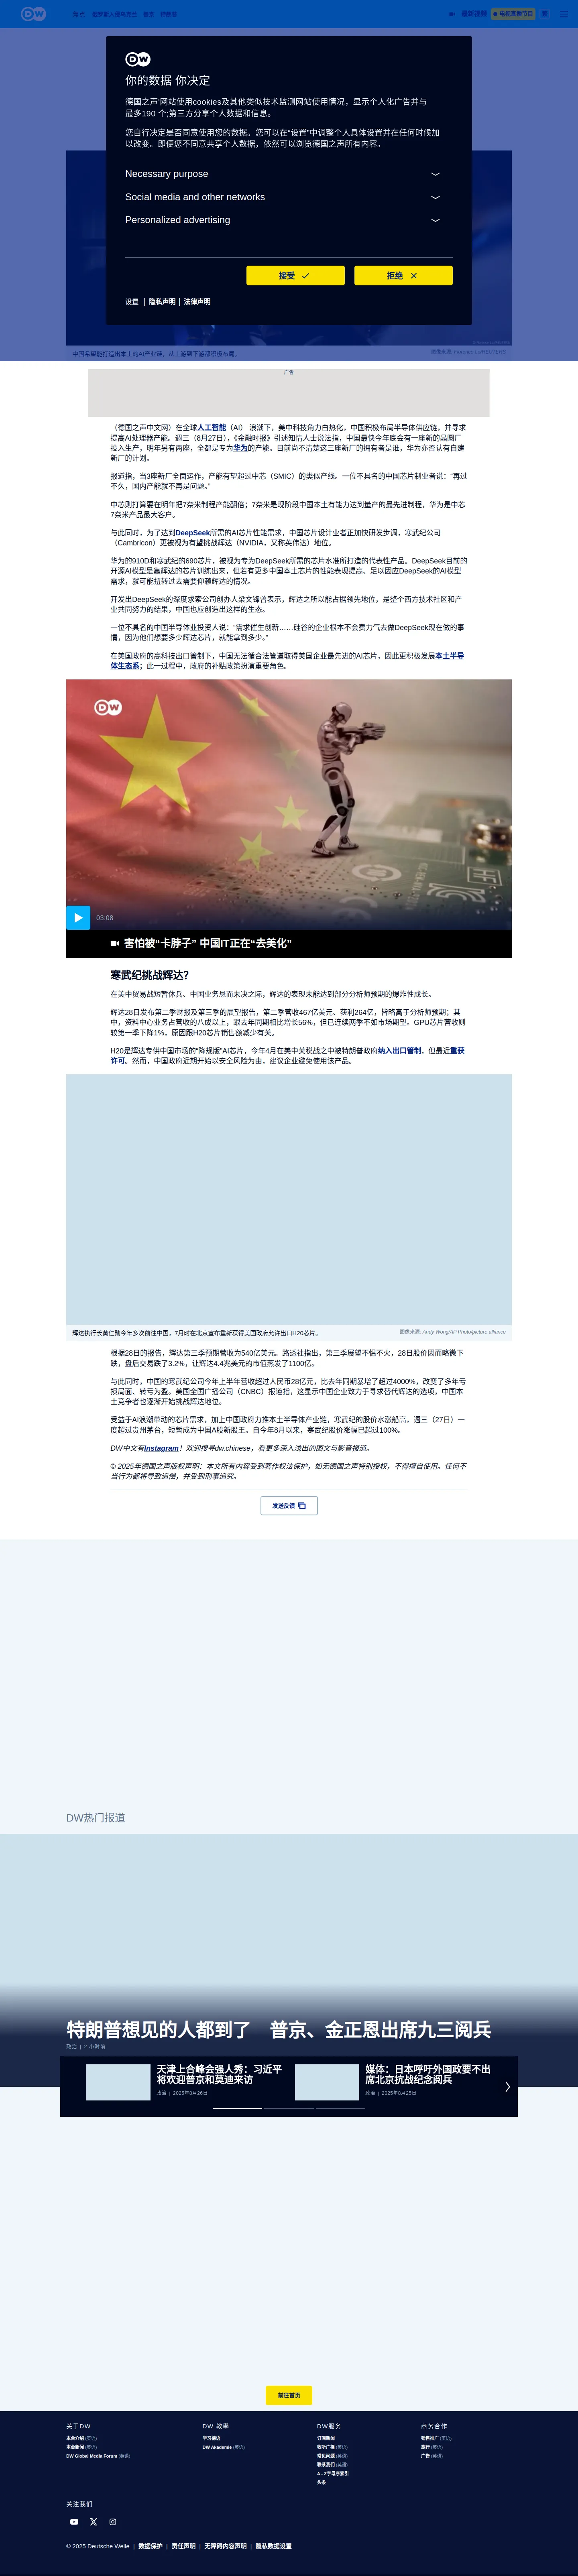 DW
最新视频
电视直播节目
DW
你的数据 你决定
德国之声’网站使用cookies及其他类似技术监测网站使用情况，显示个人化广告并与
最多190 个;第三方分享个人数据和信息。
您自行决定是否同意使用您的数据。您可以在“设置”中调整个人具体设置并在任何时候加
以改变。即便您不同意共享个人数据，依然可以浏览德国之声所有内容。
Necessary purpose
Social media and other networks
Personalized advertising
接受
拒绝
设置 | 隐私声明 | 法律声明
中国希望能打造出本土的AI产业链，从上游到下游都积极布局。
广告
（德国之声中文网）在全球人工智能（AI） 浪潮下，美中科技角力白热化，中国积极布局半导体供应链，并寻求
提高AI处理器产能。週三（8月27日），《金融时报》引述知情人士说法指，中国最快今年底会有一座新的晶圆厂
投入生产，明年另有两座，全都是专为华为的产能。目前尚不清楚这三座新厂的拥有者是谁，华为亦否认有自建
新厂的计划。
报道指，当3座新厂全面运作，产能有望超过中芯（SMIC）的类似产线。一位不具名的中国芯片制业者说：“再过
不久，国内产能就不再是问题。”
中芯则打算要在明年把7奈米制程产能翻倍；7奈米是现阶段中国本土有能力达到量产的最先进制程，华为是中芯
7奈米产品最大客户。
与此同时，为了达到DeepSeek所需的AI芯片性能需求，中国芯片设计业者正加快研发步调，寒武纪公司
（Cambricon）更被视为有望挑战辉达（NVIDIA，又称英伟达）地位。
华为的910D和寒武纪的690芯片，被视为专为DeepSeek所需的芯片水准所打造的代表性产品。DeepSeek目前的
开源AI模型是靠辉达的芯片训练出来，但若有更多中国本土芯片的性能表现提高、足以因应DeepSeek的AI模型
需求，就可能扭转过去需要仰赖辉达的情况。
开发出DeepSeek的深度求索公司创办人梁文锋曾表示，辉达之所以能占据领先地位，是整个西方技术社区和产
业共同努力的结果，中国也应创造出这样的生态。
一位不具名的中国半导体业投资人说：“需求催生创新……硅谷的企业根本不会费力气去做DeepSeek现在做的事
情，因为他们想要多少辉达芯片，就能拿到多少。”
在美国政府的高科技出口管制下，中国无法循合法管道取得美国企业最先进的AI芯片，因此更积极发展本土半导
体生态系；此一过程中，政府的补贴政策扮演重要角色。
DW
03:08
害怕被“卡脖子” 中国IT正在“去美化”
寒武纪挑战辉达?
在美中贸易战短暂休兵、中国业务悬而未决之际，辉达的表现未能达到部分分析师预期的爆炸性成长。
辉达28日发布第二季财报及第三季的展望报告，第二季营收467亿美元、获利264亿，皆略高于分析师预期；其
中，资料中心业务占营收的八成以上，跟去年同期相比增长56%，但已连续两季不如市场期望。GPU芯片营收则
较第一季下降1%，原因跟H20芯片销售额减少有关。
H20是辉达专供中国市场的“降规版”AI芯片，今年4月在美中关税战之中被特朗普政府纳入出口管制，但最近重获
许可。然而，中国政府近期开始以安全风险为由，建议企业避免使用该产品。
辉达执行长黄仁勋今年多次前往中国，7月时在北京宣布重新获得美国政府允许出口H20芯片。
图像来源: Andy Wong/AP Photo/picture alliance
根据28日的报告，辉达第三季预期营收为540亿美元。路透社指出，第三季展望不愠不火，28日股价因而略微下
跌，盘后交易跌了3.2%，让辉达4.4兆美元的市值蒸发了1100亿。
与此同时，中国的寒武纪公司今年上半年营收超过人民币28亿元，比去年同期暴增了超过4000%，改变了多年亏
损局面、转亏为盈。美国全国广播公司（CNBC）报道指，这显示中国企业致力于寻求替代辉达的选项，中国本
土竞争者也逐渐开始挑战辉达地位。
受益于AI浪潮带动的芯片需求，加上中国政府力推本土半导体产业链，寒武纪的股价水涨船高，週三（27日）一
度超过贵州茅台，短暂成为中国A股新股王。自今年8月以来，寒武纪股价涨幅已超过100%。
DW中文有Instagram！欢迎搜寻dw.chinese，看更多深入浅出的图文与影音报道。
© 2025年德国之声版权声明：本文所有内容受到著作权法保护，如无德国之声特别授权，不得擅自使用。任何不
当行为都将导致追偿，并受到刑事追究。
发送反馈
DW热门报道
特朗普想见的人都到了 普京、金正恩出席九三阅兵
政治 | 2 小时前
天津上合峰会强人秀：习近平
将欢迎普京和莫迪来访
政治 | 2025年8月26日
媒体：日本呼吁外国政要不出
席北京抗战纪念阅兵
政治 | 2025年8月25日
前往首页
关于DW
本台介绍 (英语)
本台新闻 (英语)
DW Global Media Forum (英语)
DW 教學
学习德语
DW Akademie (英语)
DW服务
订阅新闻
收听广播 (英语)
常见问题 (英语)
联系我们 (英语)
A - Z字母序索引
头条
商务合作
销售推广 (英语)
旅行 (英语)
广告 (英语)
关注我们
© 2025 Deutsche Welle | 数据保护 | 责任声明 | 无障碍内容声明 | 隐私数据设置